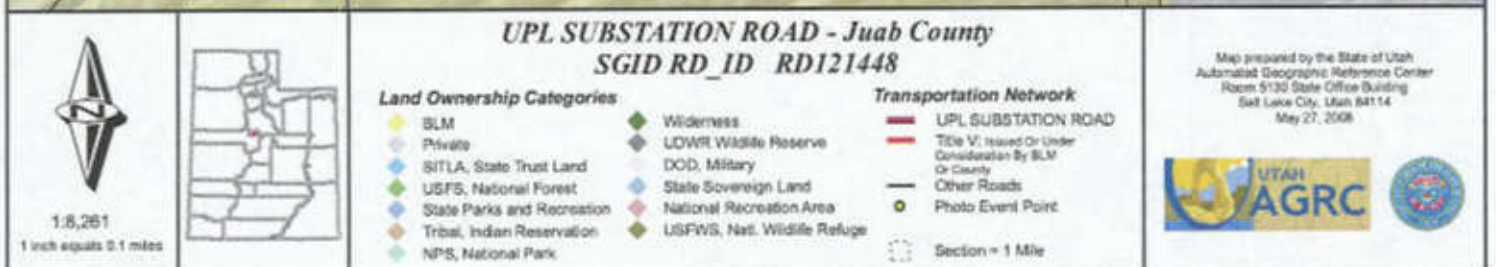 UPL SUBSTATION ROAD - Juab County
SGID RD_ID RD121448
N
1:8,261
1 inch equals 0.1 miles
Land Ownership Categories
BLM
Private
SITLA, State Trust Land
USFS, National Forest
State Parks and Recreation
Tribal, Indian Reservation
NPS, National Park
Wilderness
UDWR Wildlife Reserve
DOD, Military
State Sovereign Land
National Recreation Area
USFWS, Natl. Wildlife Refuge
Transportation Network
UPL SUBSTATION ROAD
Title V: Issued Or Under
Consideration By BLM
Or County
Other Roads
Photo Event Point
Section = 1 Mile
Map prepared by the State of Utah
Automated Geographic Reference Center
Room 5130 State Office Building
Salt Lake City, Utah 84114
May 27, 2008
UTAH
AGRC